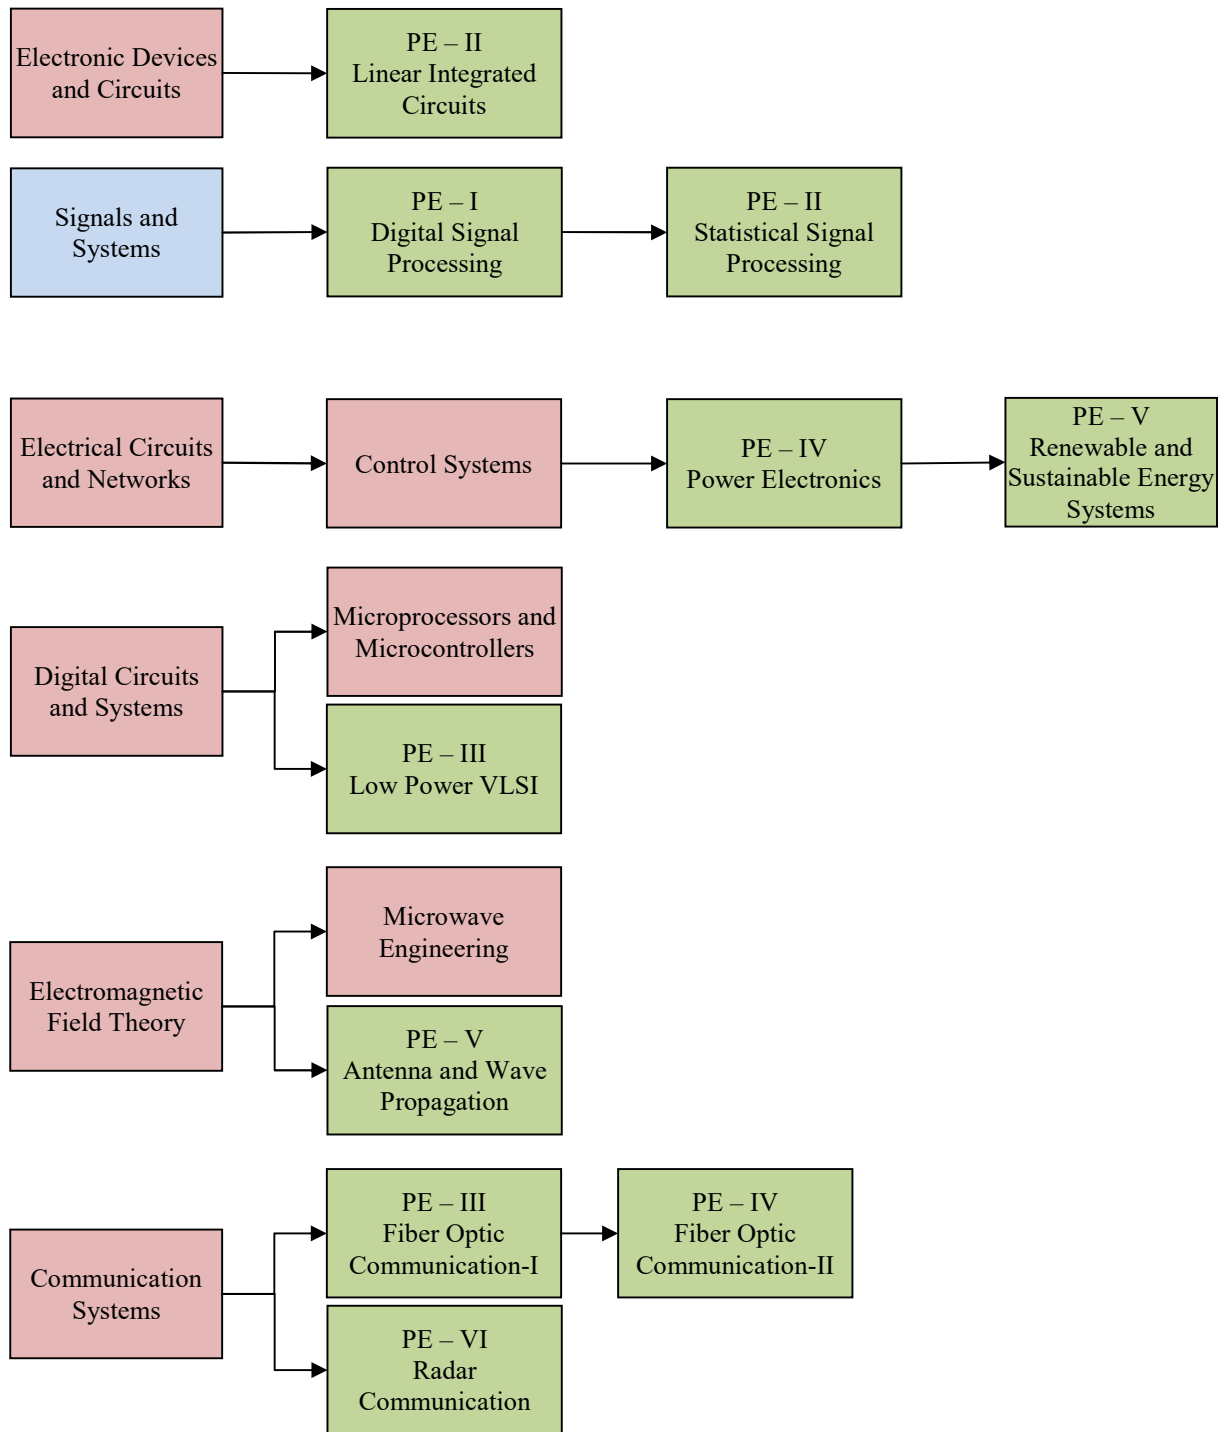 Electronic Devices
and Circuits
PE – II
Linear Integrated
Circuits
Signals and
Systems
PE – I
Digital Signal
Processing
PE – II
Statistical Signal
Processing
Electrical Circuits
and Networks
Control Systems
PE – IV
Power Electronics
PE – V
Renewable and
Sustainable Energy
Systems
Digital Circuits
and Systems
Microprocessors and
Microcontrollers
PE – III
Low Power VLSI
Electromagnetic
Field Theory
Microwave
Engineering
PE – V
Antenna and Wave
Propagation
Communication
Systems
PE – III
Fiber Optic
Communication-I
PE – IV
Fiber Optic
Communication-II
PE – VI
Radar
Communication